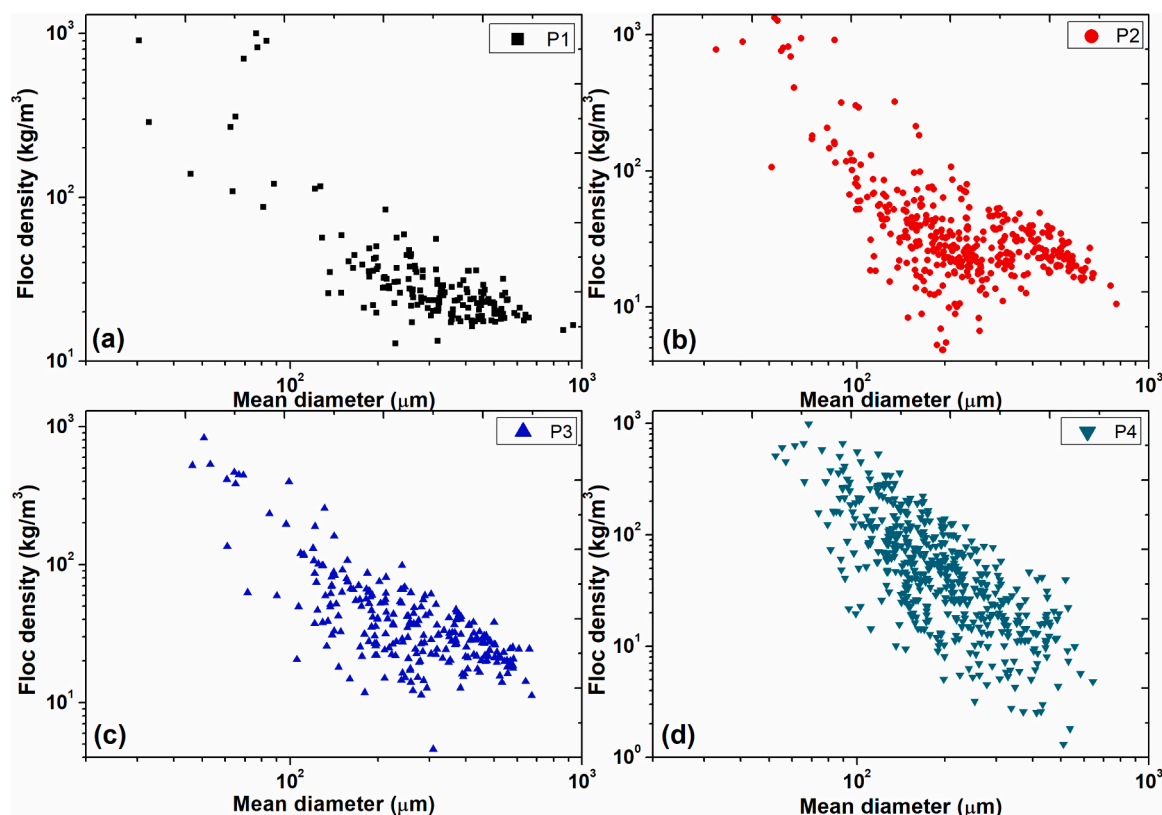 10³
P1
Floc density (kg/m³)
10²
(a)
10¹
10²
10³
Mean diameter (μm)
10³
P2
Floc density (kg/m³)
10²
10¹
(b)
10²
10³
Mean diameter (μm)
10³
P3
Floc density (kg/m³)
10²
10¹
(c)
10²
10³
Mean diameter (μm)
10³
P4
Floc density (kg/m³)
10²
10¹
(d)
10⁰
10²
10³
Mean diameter (μm)